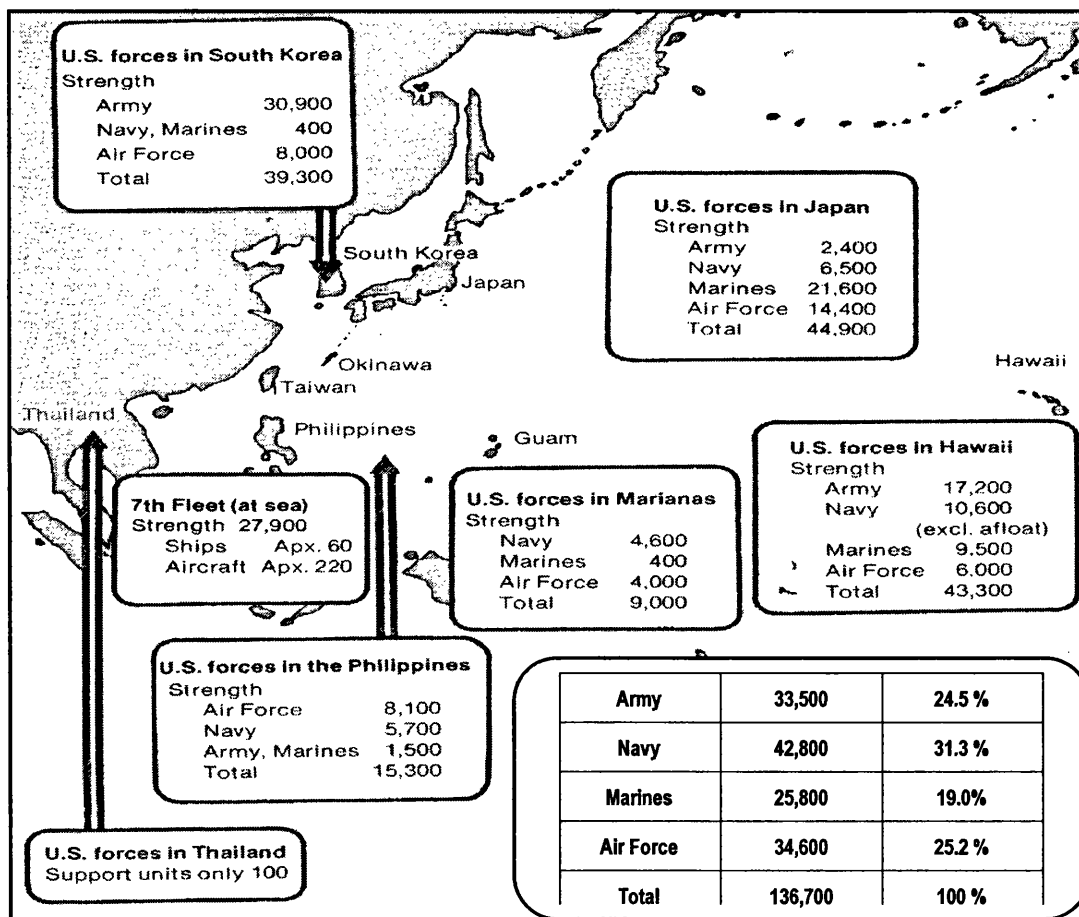 U.S. forces in South Korea
Strength
Army 30,900
Navy, Marines 400
Air Force 8,000
Total 39,300
U.S. forces in Japan
Strength
Army 2,400
Navy 6,500
Marines 21,600
Air Force 14,400
Total 44,900
South Korea
Japan
Okinawa
Taiwan
Hawaii
Thailand
Philippines
Guam
U.S. forces in Hawaii
Strength
Army 17,200
Navy 10,600
(excl. afloat)
Marines 9.500
Air Force 6,000
Total 43,300
7th Fleet (at sea)
Strength 27,900
Ships Apx. 60
Aircraft Apx. 220
U.S. forces in Marianas
Strength
Navy 4,600
Marines 400
Air Force 4,000
Total 9,000
U.S. forces in the Philippines
Strength
Air Force 8,100
Navy 5,700
Army, Marines 1,500
Total 15,300
Army 33,500 24.5 %
Navy 42,800 31.3 %
Marines 25,800 19.0%
Air Force 34,600 25.2 %
Total 136,700 100 %
U.S. forces in Thailand
Support units only 100